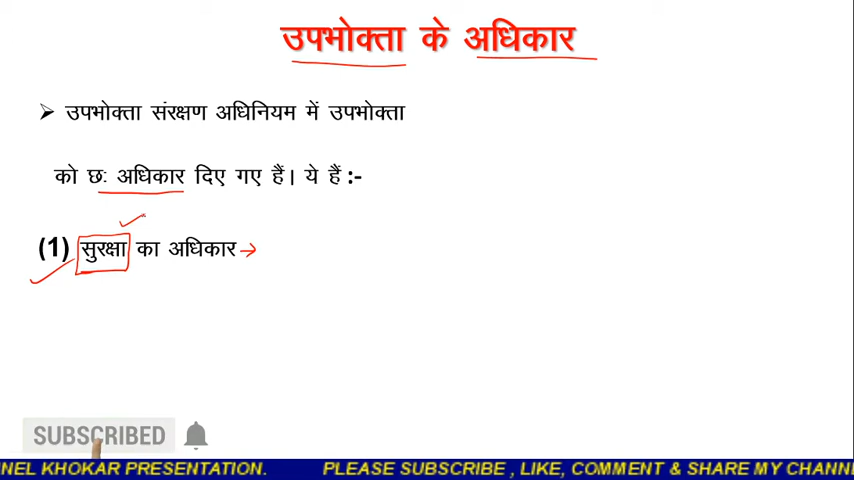 उपभोक्ता के अधिकार
➢ उपभोक्ता संरक्षण अधिनियम में उपभोक्ता
को छः अधिकार दिए गए हैं। ये हैं :-
(1) सुरक्षा का अधिकार →
SUBSCRIBED
NEL KHOKAR PRESENTATION. PLEASE SUBSCRIBE , LIKE, COMMENT & SHARE MY CHANN